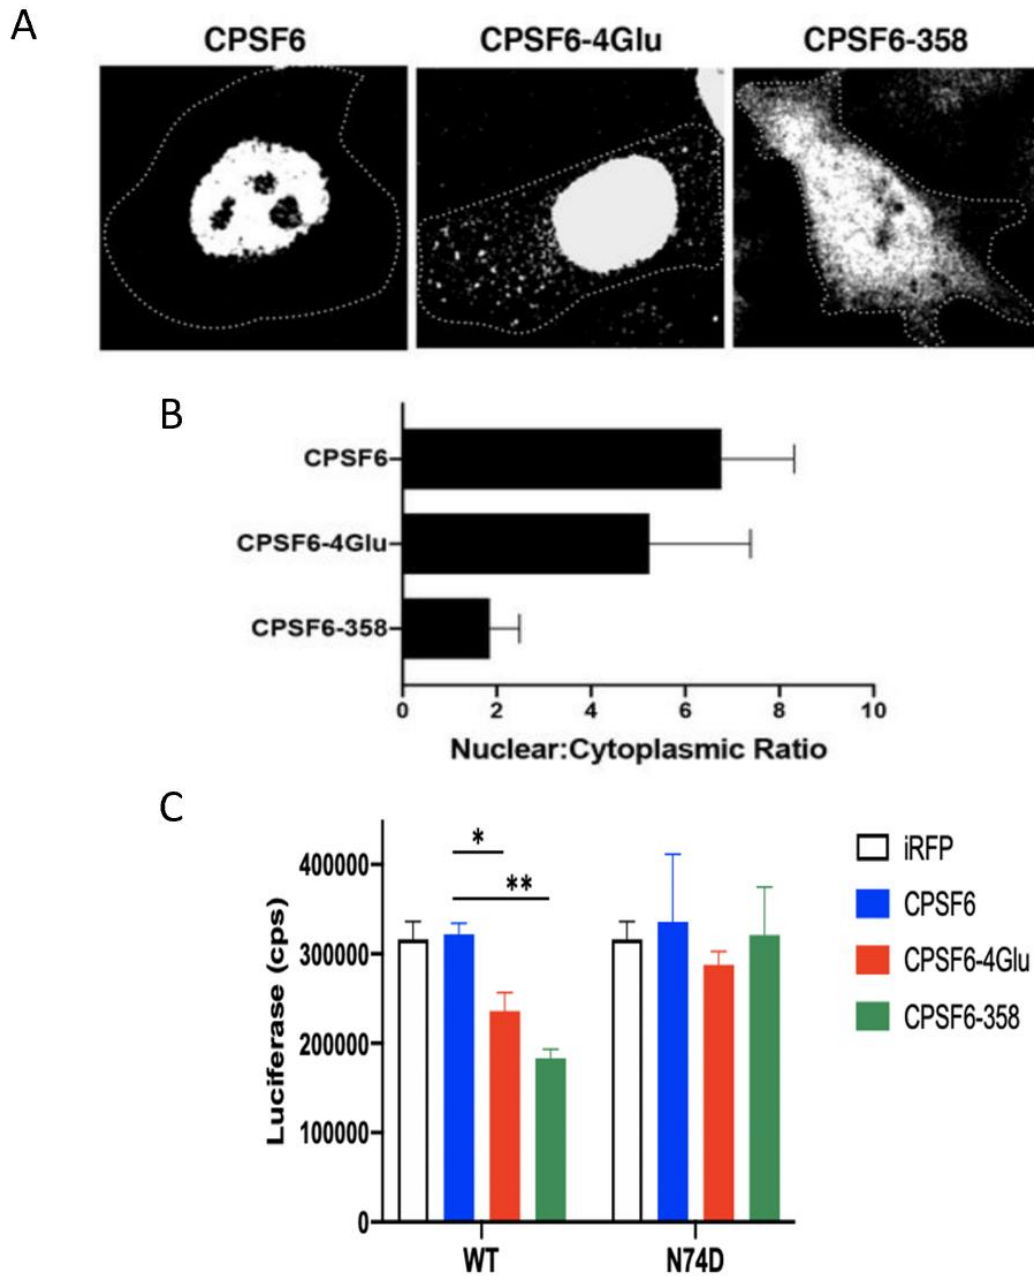 A
CPSF6 CPSF6-4Glu CPSF6-358
B
CPSF6
CPSF6-4Glu
CPSF6-358
0 2 4 6 8 10
Nuclear:Cytoplasmic Ratio
C
Luciferase (cps)
400000
300000
200000
100000
0
*
**
WT N74D
iRFP
CPSF6
CPSF6-4Glu
CPSF6-358